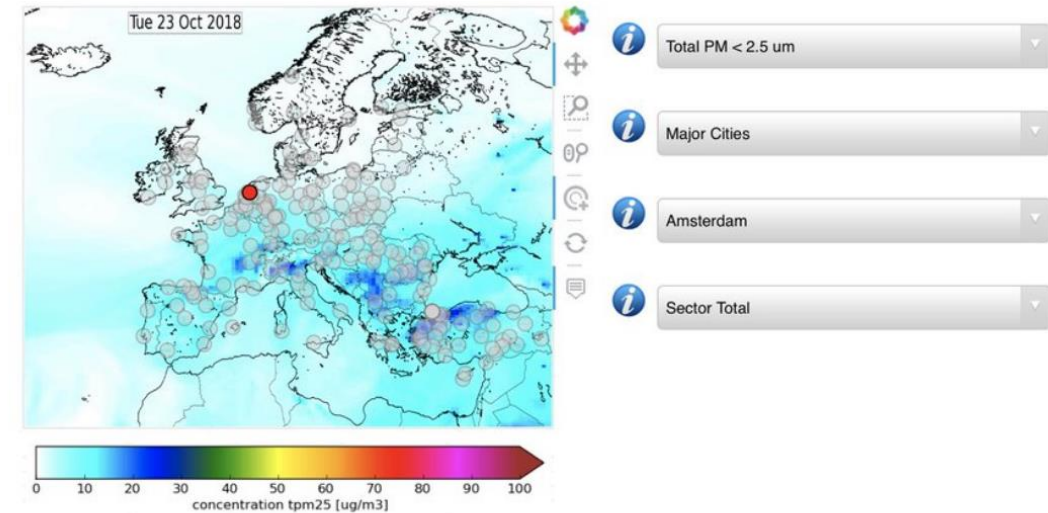 Tue 23 Oct 2018
Total PM < 2.5 um
Major Cities
Amsterdam
Sector Total
0 10 20 30 40 50 60 70 80 90 100
concentration tpm25 [ug/m3]